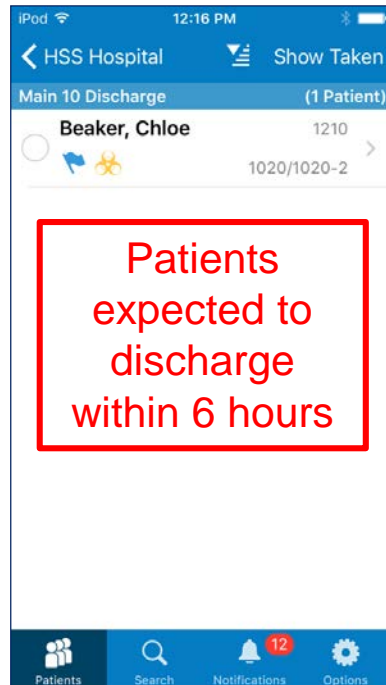 iPod 12:16 PM
HSS Hospital Show Taken
Main 10 Discharge (1 Patient)
Beaker, Chloe 1210
1020/1020-2
Patients
expected to
discharge
within 6 hours
12
Patients Search Notifications Options